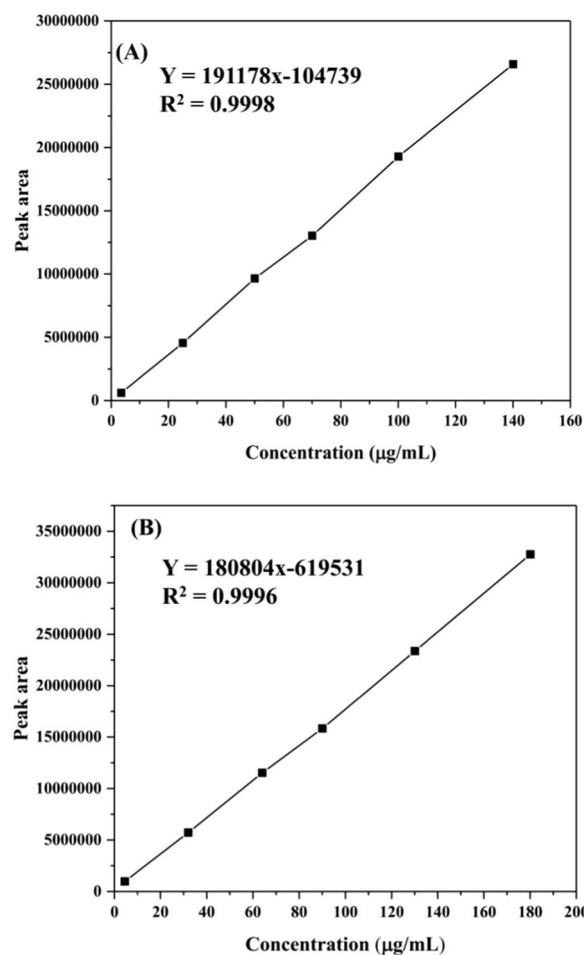 (A)
Y = 191178x-104739
R² = 0.9998
30000000
25000000
20000000
15000000
10000000
5000000
0
Peak area
0 20 40 60 80 100 120 140 160
Concentration (μg/mL)
(B)
Y = 180804x-619531
R² = 0.9996
35000000
30000000
25000000
20000000
15000000
10000000
5000000
0
Peak area
0 20 40 60 80 100 120 140 160 180 200
Concentration (μg/mL)